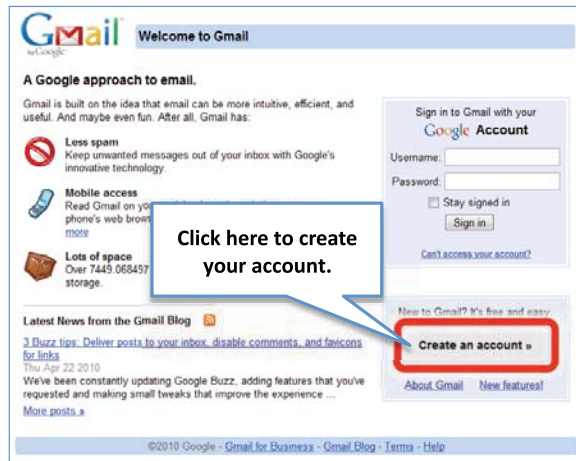 Gmail
by Google
Welcome to Gmail
A Google approach to email.
Gmail is built on the idea that email can be more intuitive, efficient, and
useful. And maybe even fun. After all, Gmail has:
Less spam
Keep unwanted messages out of your inbox with Google's
innovative technology.
Mobile access
Read Gmail on
phone's web
more
Lots of space
Over 7449.068497
storage.
Latest News from the Gmail Blog
3 Buzz tips: Deliver posts to your inbox, disable comments, and favicons
for links
Thu Apr 22 2010
We've been constantly updating Google Buzz, adding features that you've
requested and making small tweaks that improve the experience ...
More posts »
Sign in to Gmail with your
Google Account
Username:
Password:
Stay signed in
Sign in
Can't access your account?
Click here to create
your account.
New to Gmail? It's free and easy
Create an account »
About Gmail New features!
©2010 Google - Gmail for Business - Gmail Blog - Terms - Help